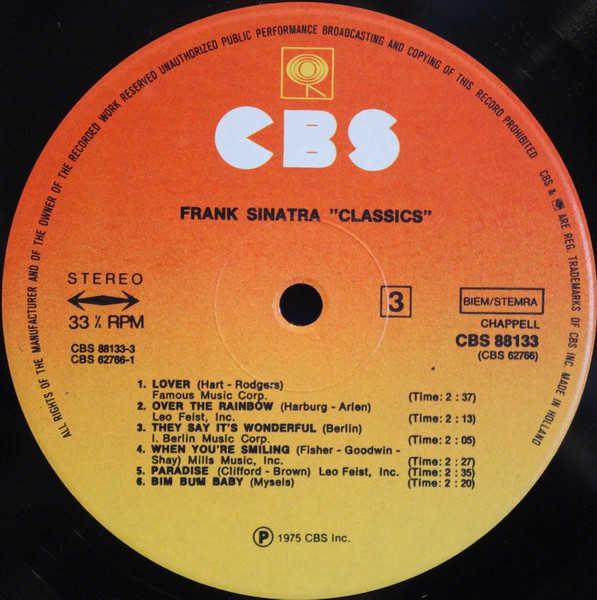 ALL RIGHTS OF THE MANUFACTURER AND OF THE OWNER OF THE RECORDED WORK RESERVED UNAUTHORIZED PUBLIC PERFORMANCE BROADCASTING AND COPYING OF THIS RECORD PROHIBITED
CBS & ARE REG. TRADEMARKS OF CBS INC. MADE IN HOLLAND
CBS
FRANK SINATRA "CLASSICS"
STEREO
33 ⅓ RPM
CBS 88133-3
CBS 62766-1
3
BIEM/STEMRA
CHAPPELL
CBS 88133
(CBS 62766)
1. LOVER (Hart - Rodgers)
Famous Music Corp. (Time: 2 : 37)
2. OVER THE RAINBOW (Harburg - Arlen)
Leo Feist, Inc. (Time: 2 : 13)
3. THEY SAY IT'S WONDERFUL (Berlin)
I. Berlin Music Corp. (Time: 2 : 05)
4. WHEN YOU'RE SMILING (Fisher - Goodwin -
Shay) Mills Music, Inc. (Time: 2 : 27)
5. PARADISE (Clifford - Brown) Leo Feist, Inc. (Time: 2 : 35)
6. BIM BUM BABY (Mysels) (Time: 2 : 20)
Ⓟ 1975 CBS Inc.